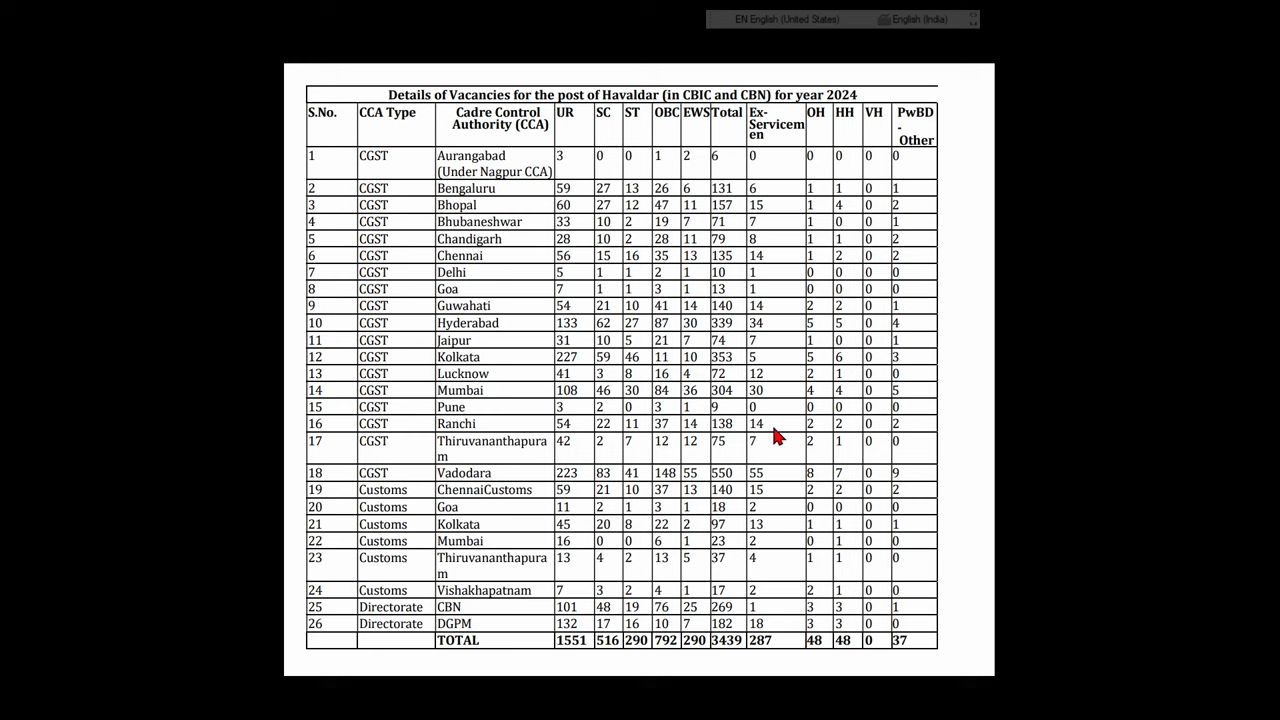 EN English (United States) English (India)
Details of Vacancies for the post of Havaldar (in CBIC and CBN) for year 2024
S.No. CCA Type Cadre Control Authority (CCA) UR SC ST OBC EWS Total Ex-Servicemen OH HH VH PwBD - Other
1 CGST Aurangabad (Under Nagpur CCA) 3 0 0 1 2 6 0 0 0 0 0
2 CGST Bengaluru 59 27 13 26 6 131 6 1 1 0 1
3 CGST Bhopal 60 27 12 47 11 157 15 1 4 0 2
4 CGST Bhubaneshwar 33 10 2 19 7 71 7 1 0 0 1
5 CGST Chandigarh 28 10 2 28 11 79 8 1 1 0 2
6 CGST Chennai 56 15 16 35 13 135 14 1 2 0 2
7 CGST Delhi 5 1 1 2 1 10 1 0 0 0 0
8 CGST Goa 7 1 1 3 1 13 1 0 0 0 0
9 CGST Guwahati 54 21 10 41 14 140 14 2 2 0 1
10 CGST Hyderabad 133 62 27 87 30 339 34 5 5 0 4
11 CGST Jaipur 31 10 5 21 7 74 7 1 0 0 1
12 CGST Kolkata 227 59 46 11 10 353 5 5 6 0 3
13 CGST Lucknow 41 3 8 16 4 72 12 2 1 0 0
14 CGST Mumbai 108 46 30 84 36 304 30 4 4 0 5
15 CGST Pune 3 2 0 3 1 9 0 0 0 0 0
16 CGST Ranchi 54 22 11 37 14 138 14 2 2 0 2
17 CGST Thiruvananthapuram 42 2 7 12 12 75 7 2 1 0 0
18 CGST Vadodara 223 83 41 148 55 550 55 8 7 0 9
19 Customs ChennaiCustoms 59 21 10 37 13 140 15 2 2 0 2
20 Customs Goa 11 2 1 3 1 18 2 0 0 0 0
21 Customs Kolkata 45 20 8 22 2 97 13 1 1 0 1
22 Customs Mumbai 16 0 0 6 1 23 2 0 1 0 0
23 Customs Thiruvananthapuram 13 4 2 13 5 37 4 1 1 0 0
24 Customs Vishakhapatnam 7 3 2 4 1 17 2 2 1 0 0
25 Directorate CBN 101 48 19 76 25 269 1 3 3 0 1
26 Directorate DGPM 132 17 16 10 7 182 18 3 3 0 0
TOTAL 1551 516 290 792 290 3439 287 48 48 0 37